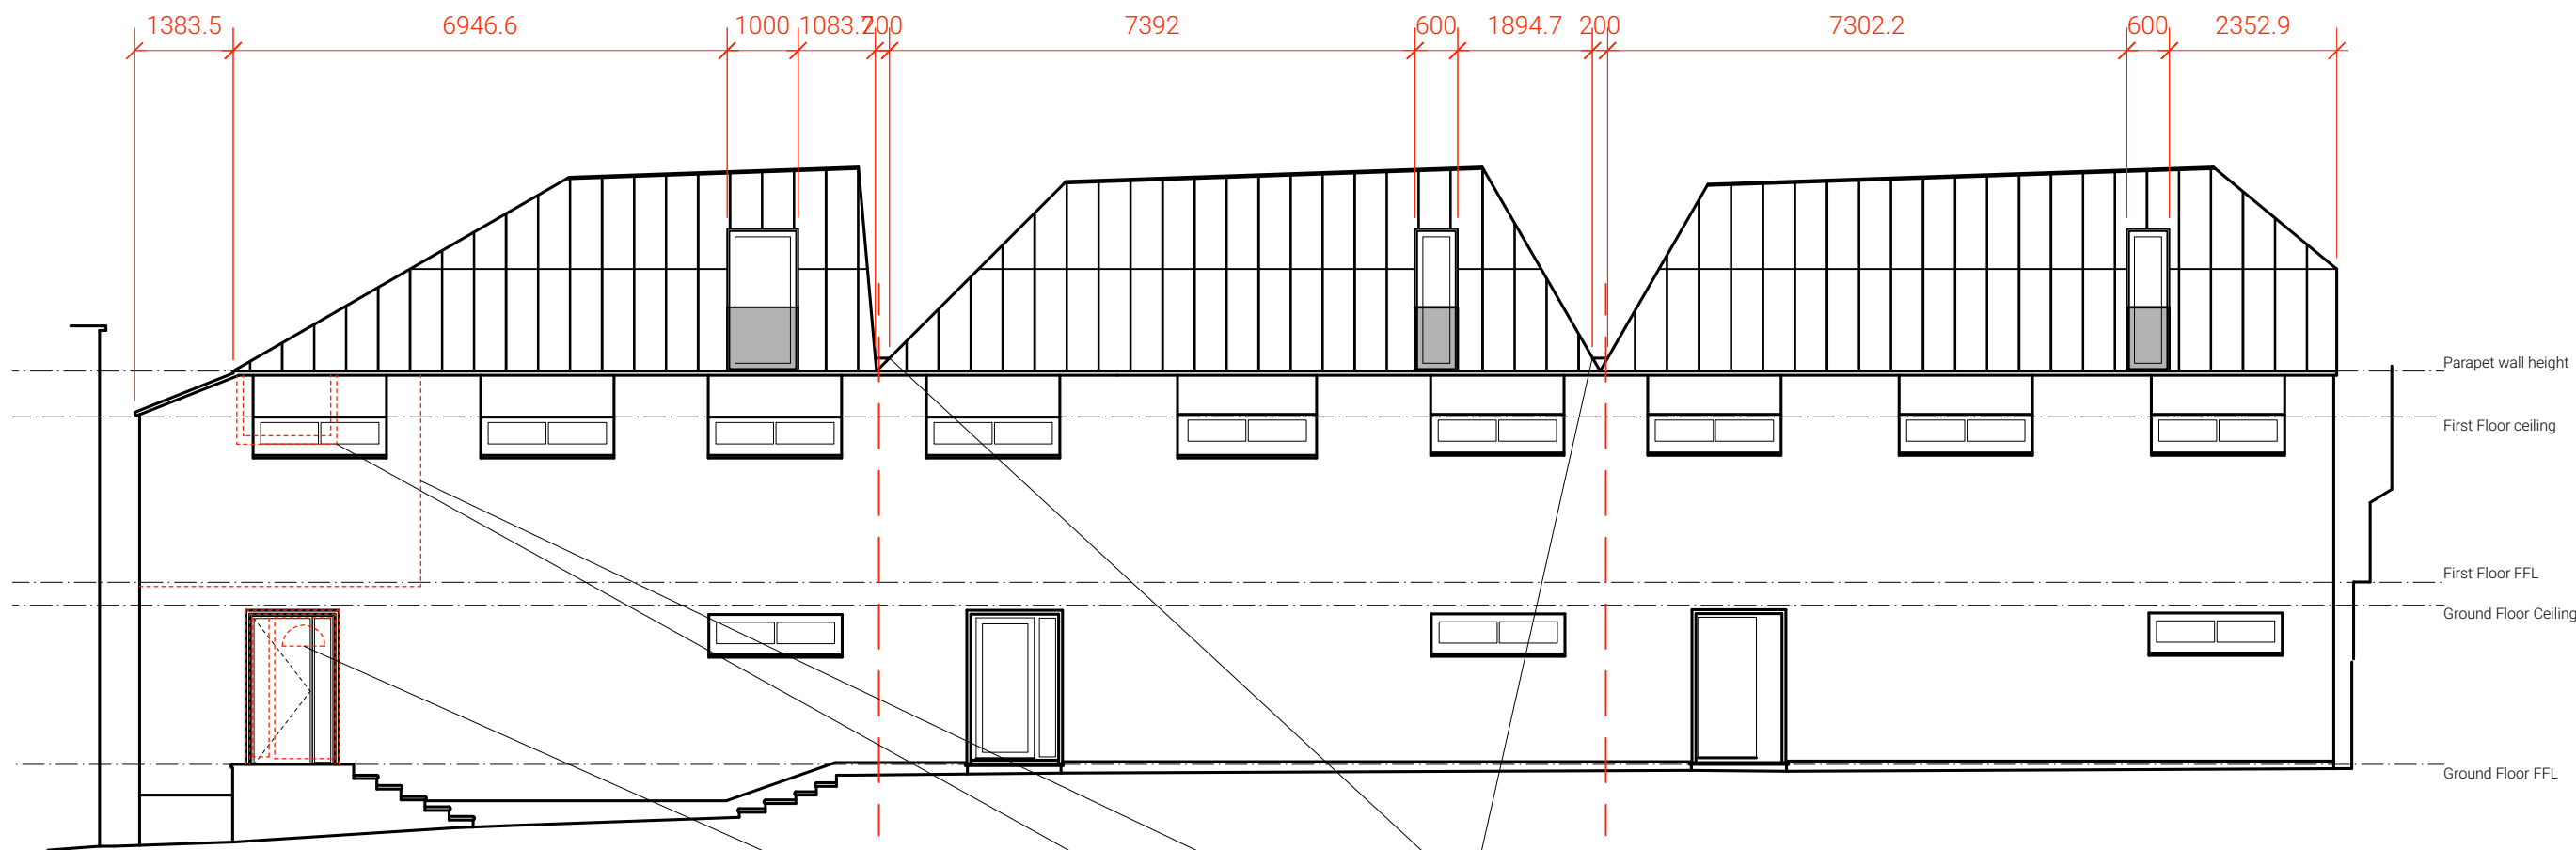 1383.5 6946.6 1000 1083.7 200 7392 600 1894.7 200 7302.2 600 2352.9
Parapet wall height
First Floor ceiling
First Floor FFL
Ground Floor Ceiling
Ground Floor FFL